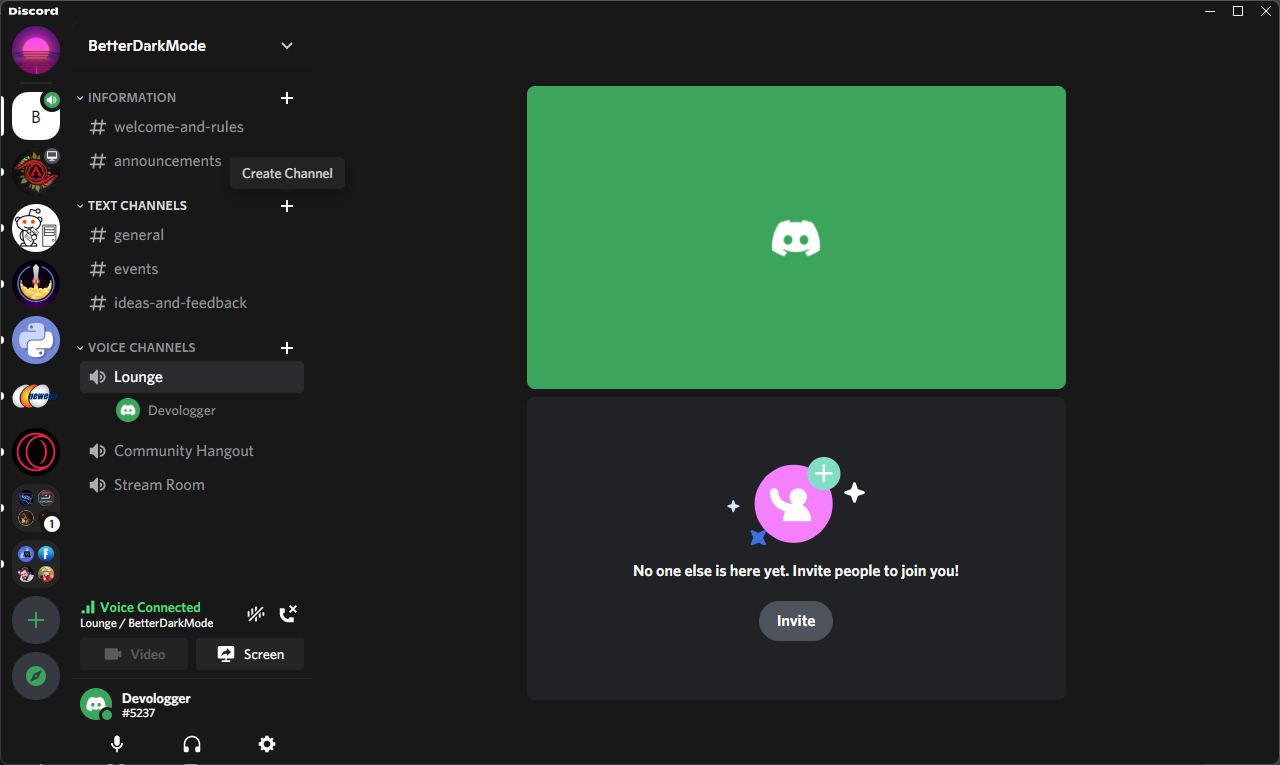 Discord
BetterDarkMode
INFORMATION
B
welcome-and-rules
announcements
Create Channel
TEXT CHANNELS
general
events
ideas-and-feedback
VOICE CHANNELS
Lounge
Devologger
Community Hangout
Stream Room
1
No one else is here yet. Invite people to join you!
Invite
Voice Connected
Lounge / BetterDarkMode
Video
Screen
Devologger
#5237